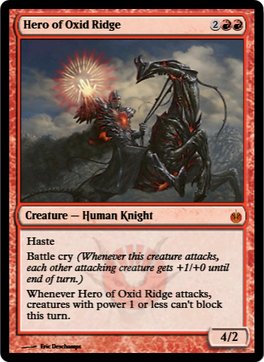 Hero of Oxid Ridge 2
Creature — Human Knight
Haste
Battle cry (Whenever this creature attacks,
each other attacking creature gets +1/+0 until
end of turn.)
Whenever Hero of Oxid Ridge attacks,
creatures with power 1 or less can't block
this turn.
4/2
Eric Deschamps